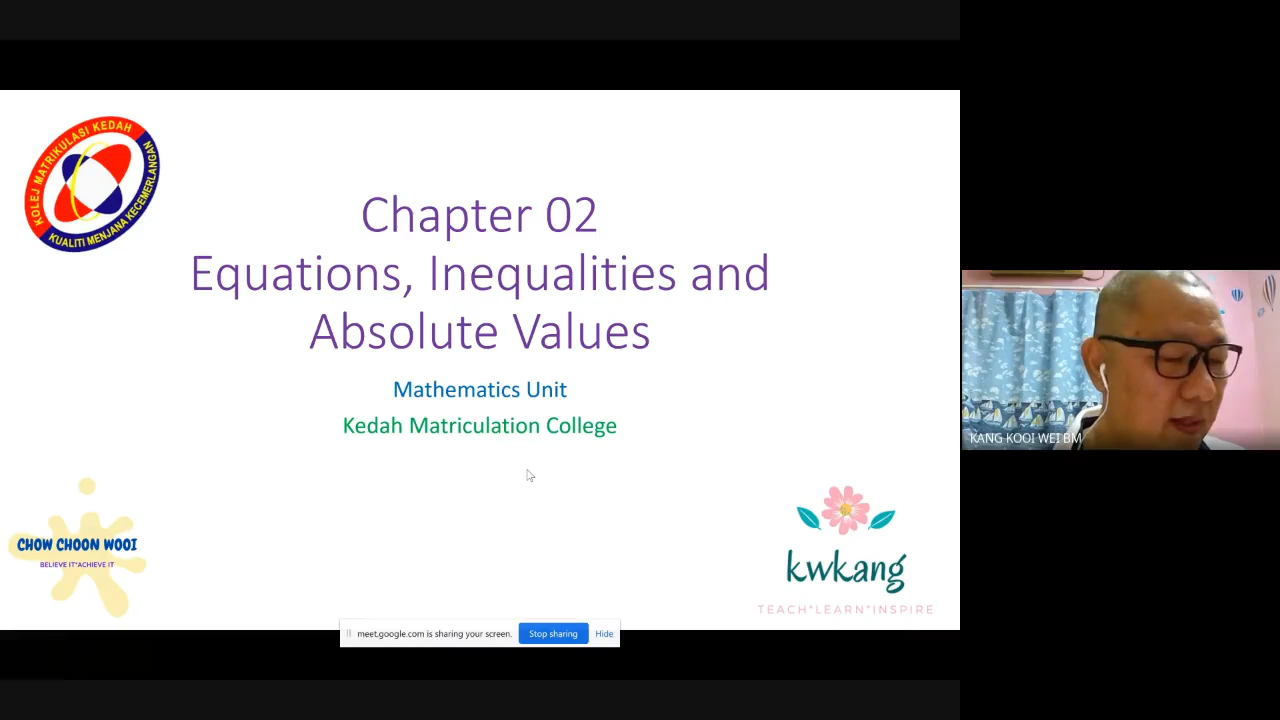 KOLEJ MATRIKULASI KEDAH
KUALITI MENJANA KECEMERLANGAN
Chapter 02
Equations, Inequalities and
Absolute Values
Mathematics Unit
Kedah Matriculation College
CHOW CHOON WOOI
BELIEVE IT*ACHIEVE IT
kwkang
TEACH*LEARN*INSPIRE
meet.google.com is sharing your screen.
Stop sharing
Hide
KANG KOOI WEI BM